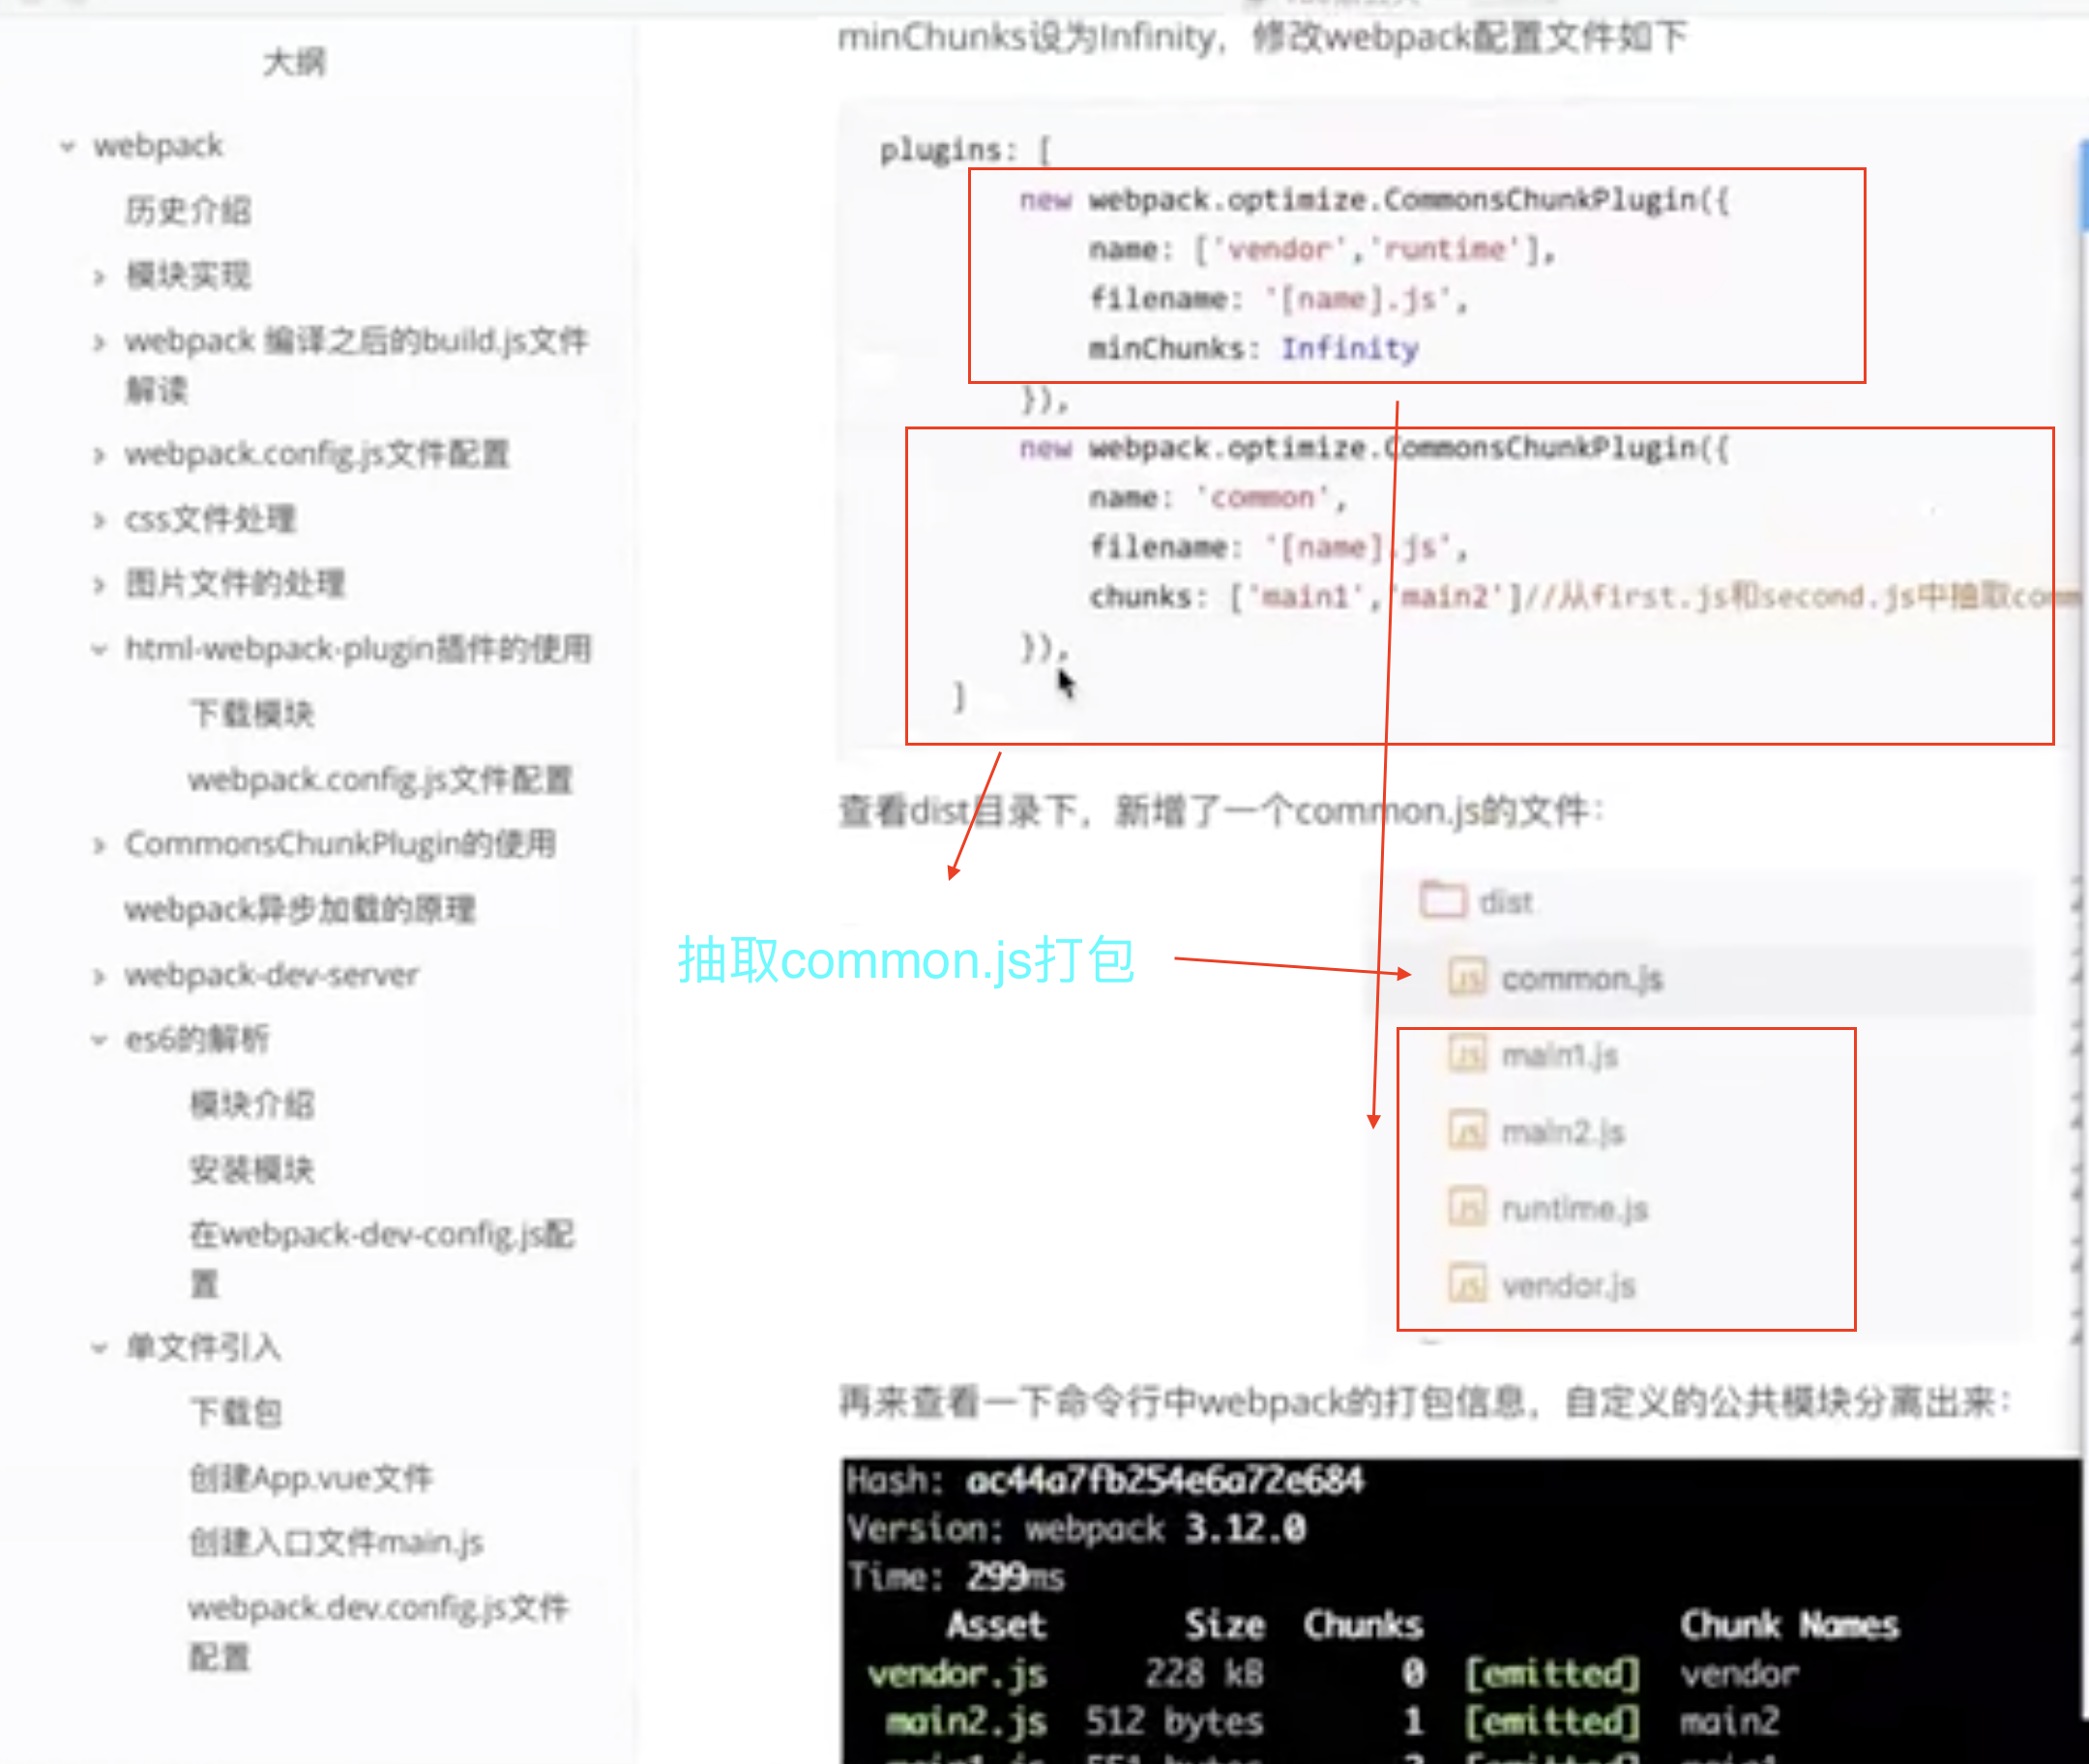 大纲
webpack
历史介绍
模块实现
webpack 编译之后的build.js文件
解读
webpack.config.js文件配置
css文件处理
图片文件的处理
html-webpack-plugin插件的使用
下载模块
webpack.config.js文件配置
CommonsChunkPlugin的使用
webpack异步加载的原理
webpack-dev-server
es6的解析
模块介绍
安装模块
在webpack-dev-config.js配
置
单文件引入
下载包
创建App.vue文件
创建入口文件main.js
webpack.dev.config.js文件
配置
minChunks设为Infinity，修改webpack配置文件如下
plugins: [
new webpack.optimize.CommonsChunkPlugin({
name: ['vendor','runtime'],
filename: '[name].js',
minChunks: Infinity
}),
new webpack.optimize.CommonsChunkPlugin({
name: 'common',
filename: '[name].js',
chunks: ['main1','main2']//从first.js和second.js中抽取comm
}),
]
查看dist目录下，新增了一个common.js的文件：
抽取common.js打包
dist
common.js
main1.js
main2.js
runtime.js
vendor.js
再来查看一下命令行中webpack的打包信息，自定义的公共模块分离出来：
Hash: ac44a7fb254e6a72e684
Version: webpack 3.12.0
Time: 299ms
Asset Size Chunks Chunk Names
vendor.js 228 kB 0 [emitted] vendor
main2.js 512 bytes 1 [emitted] main2